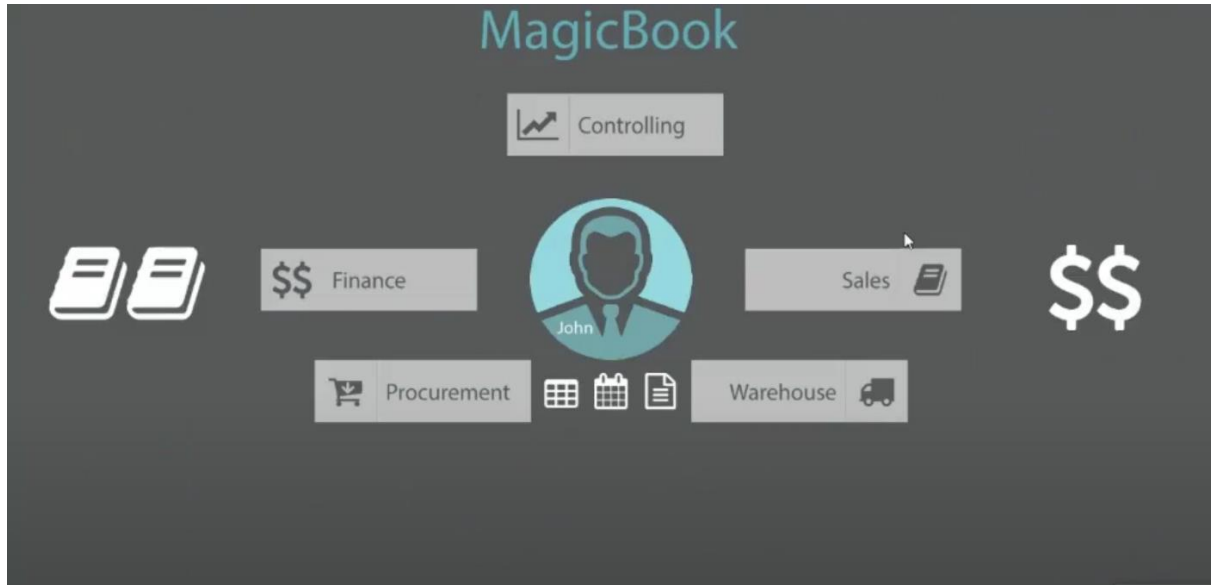 MagicBook
Controlling
$$ Finance
Sales
$$
John
Procurement
Warehouse